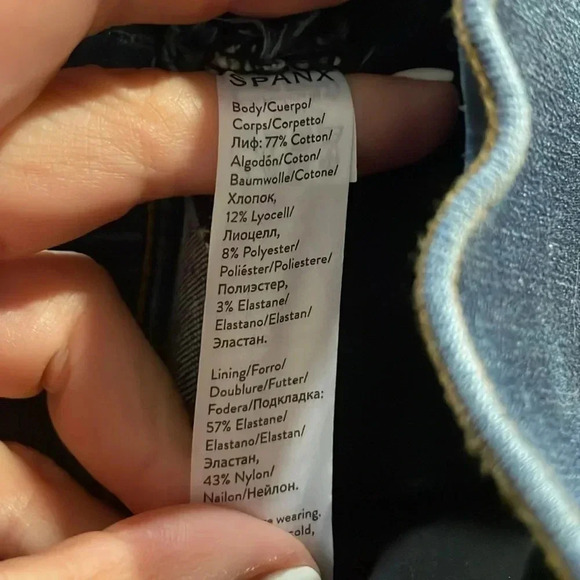 SPANX
Body/Cuerpo/
Corps/Corpetto/
Лиф: 77% Cotton/
Algodón/Coton/
Baumwolle/Cotone/
Хлопок,
12% Lyocell/
Лиоцелл,
8% Polyester/
Poliéster/Poliestere/
Полиэстер,
3% Elastane/
Elastano/Elastan/
Эластан.
Lining/Forro/
Doublure/Futter/
Fodera/Подкладка:
57% Elastane/
Elastano/Elastan/
Эластан,
43% Nylon/
Nailon/Нейлон.
wearing.
cold,